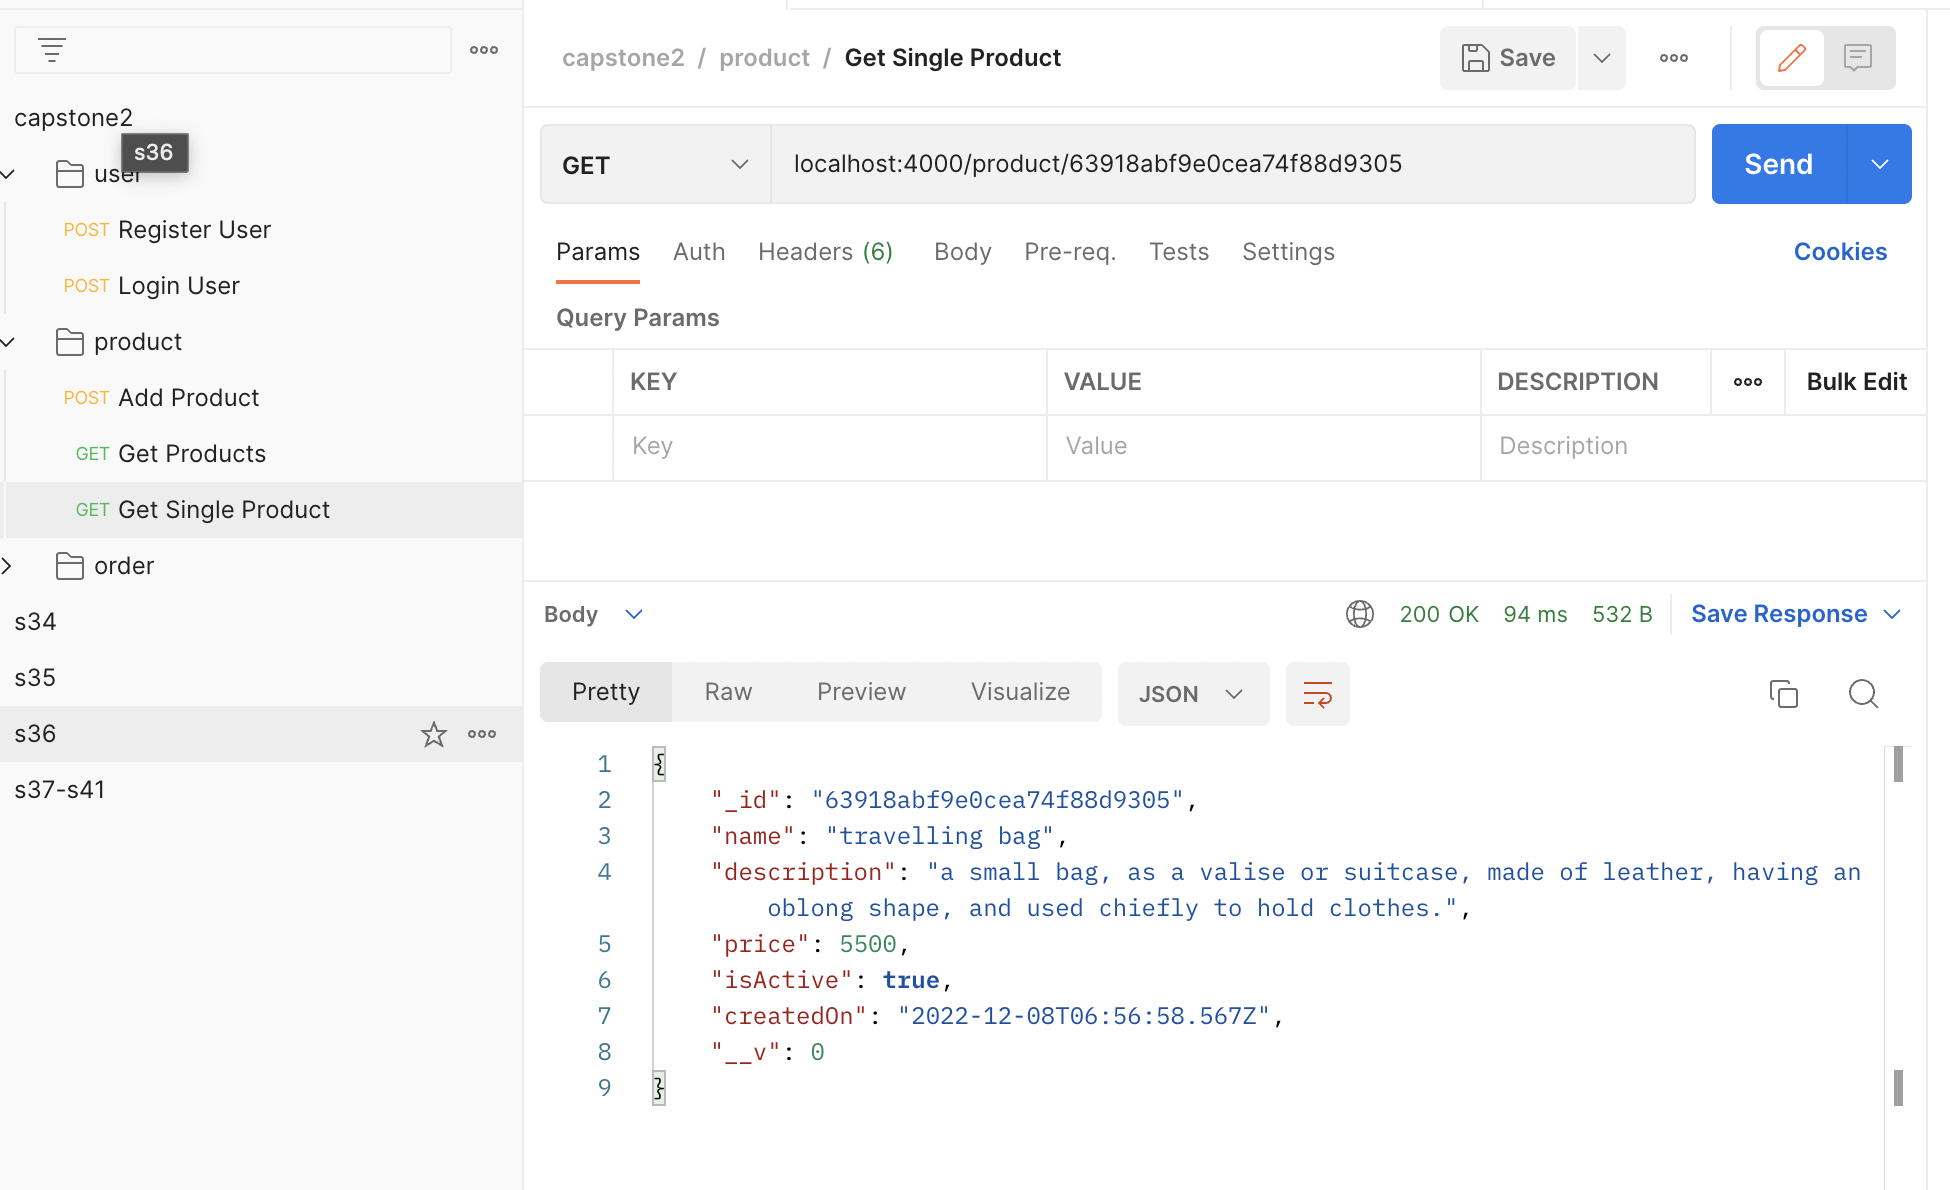 capstone2
s36
user
POST Register User
POST Login User
product
POST Add Product
GET Get Products
GET Get Single Product
order
s34
s35
s36
s37-s41
capstone2 / product / Get Single Product
Save
GET
localhost:4000/product/63918abf9e0cea74f88d9305
Send
Params Auth Headers (6) Body Pre-req. Tests Settings
Cookies
Query Params
KEY VALUE DESCRIPTION Bulk Edit
Key Value Description
Body
200 OK 94 ms 532 B Save Response
Pretty Raw Preview Visualize JSON
1 {
2 "_id": "63918abf9e0cea74f88d9305",
3 "name": "travelling bag",
4 "description": "a small bag, as a valise or suitcase, made of leather, having an
oblong shape, and used chiefly to hold clothes.",
5 "price": 5500,
6 "isActive": true,
7 "createdOn": "2022-12-08T06:56:58.567Z",
8 "__v": 0
9 }